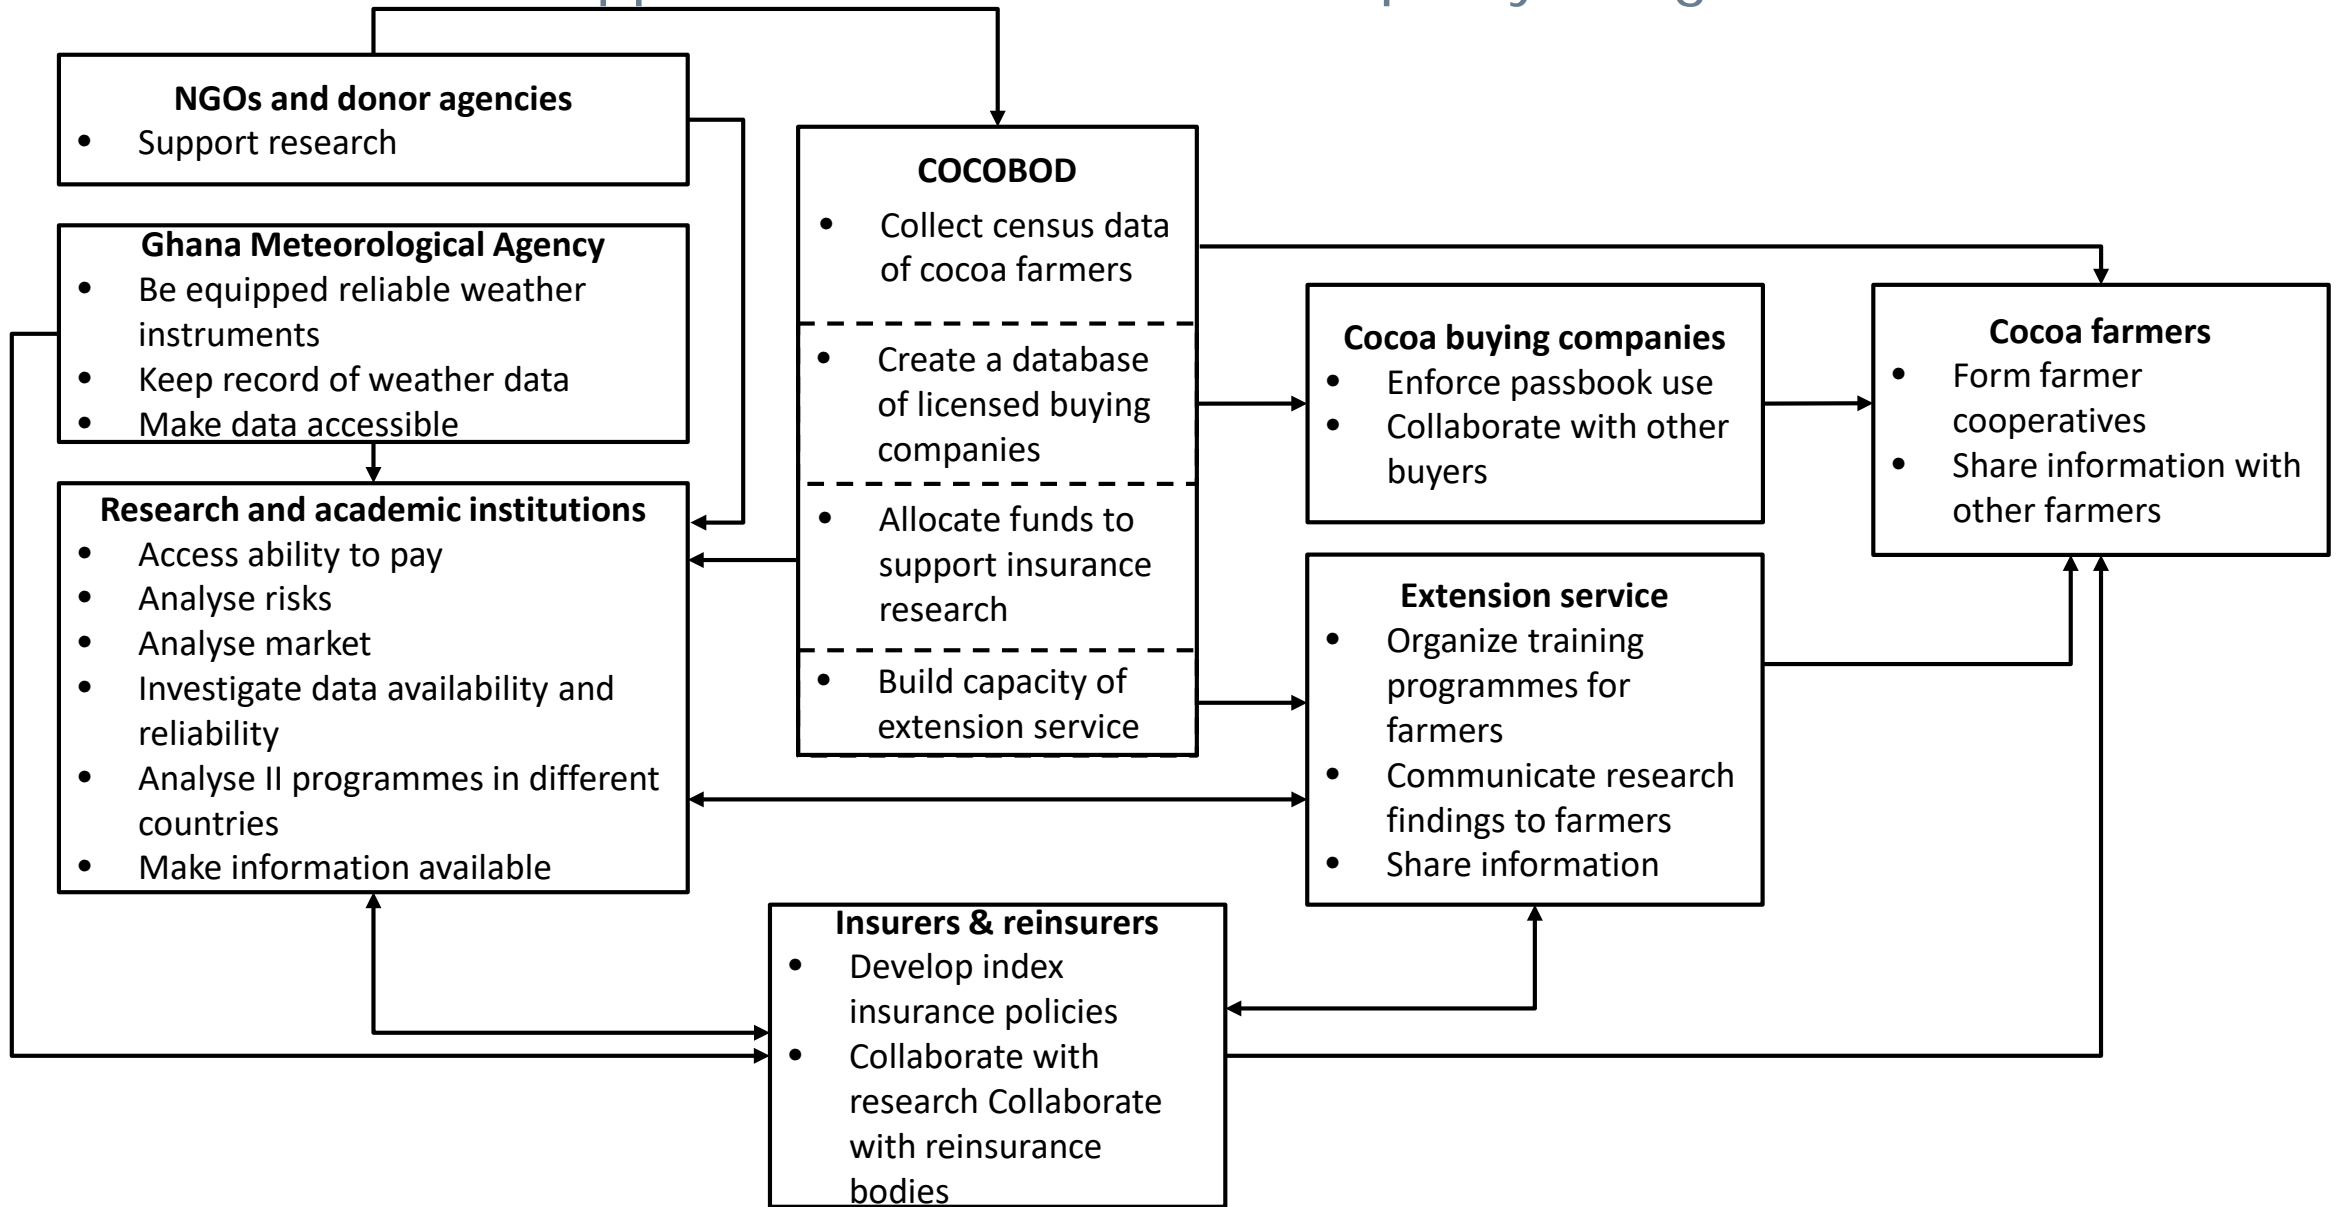 NGOs and donor agencies
• Support research
Ghana Meteorological Agency
• Be equipped reliable weather
instruments
• Keep record of weather data
• Make data accessible
Research and academic institutions
• Access ability to pay
• Analyse risks
• Analyse market
• Investigate data availability and
reliability
• Analyse II programmes in different
countries
• Make information available
COCOBOD
• Collect census data
of cocoa farmers
• Create a database
of licensed buying
companies
• Allocate funds to
support insurance
research
• Build capacity of
extension service
Cocoa buying companies
• Enforce passbook use
• Collaborate with other
buyers
Cocoa farmers
• Form farmer
cooperatives
• Share information with
other farmers
Extension service
• Organize training
programmes for
farmers
• Communicate research
findings to farmers
• Share information
Insurers & reinsurers
• Develop index
insurance policies
• Collaborate with
research Collaborate
with reinsurance
bodies